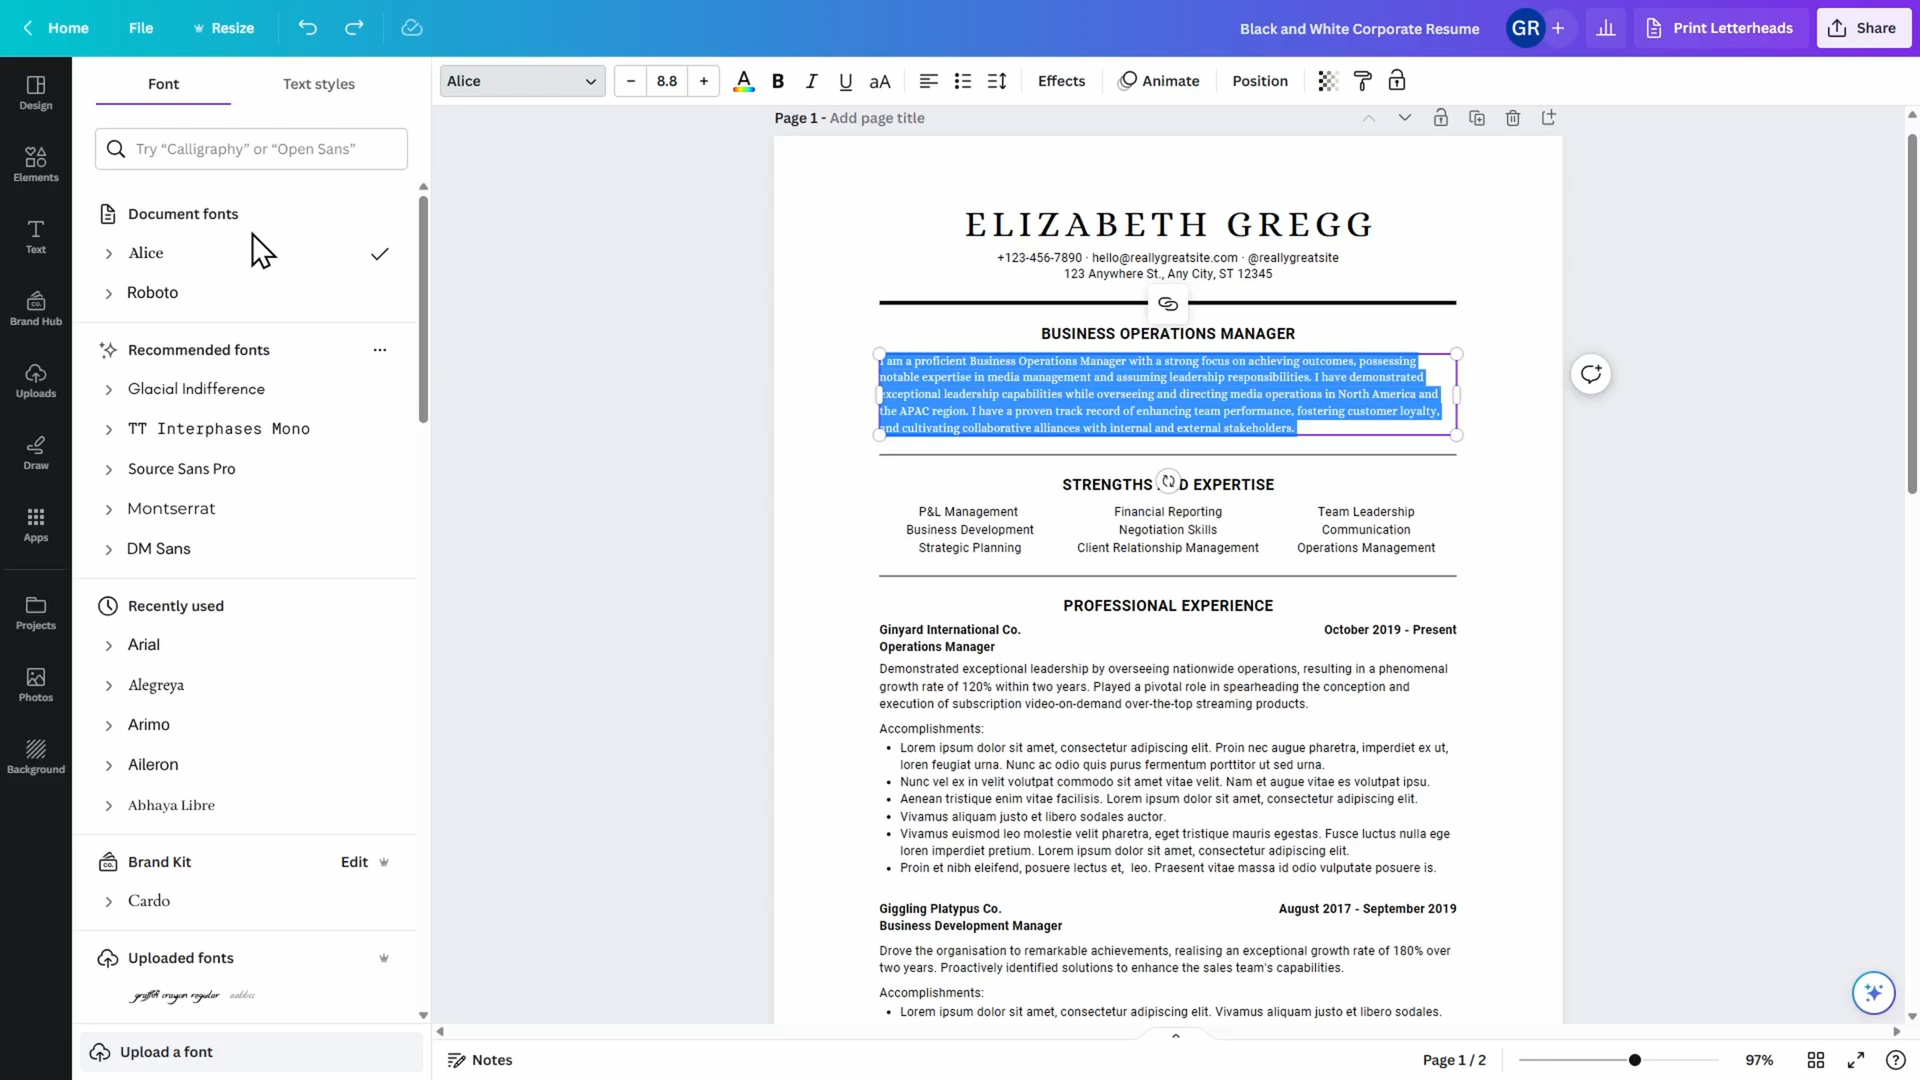 Home
File
Resize
Black and White Corporate Resume
GR
Print Letterheads
Share
Design
Elements
Text
Brand Hub
Uploads
Draw
Apps
Projects
Photos
Background
Font
Text styles
Try “Calligraphy” or “Open Sans”
Document fonts
Alice
Roboto
Recommended fonts
Glacial Indifference
TT Interphases Mono
Source Sans Pro
Montserrat
DM Sans
Recently used
Arial
Alegreya
Arimo
Aileron
Abhaya Libre
Brand Kit
Edit
Cardo
Uploaded fonts
graffiti crayon regular
Upload a font
Alice
8.8
A
B
I
U
aA
Effects
Animate
Position
Page 1 - Add page title
ELIZABETH GREGG
+123-456-7890 · hello@reallygreatsite.com · @reallygreatsite
123 Anywhere St., Any City, ST 12345
BUSINESS OPERATIONS MANAGER
I am a proficient Business Operations Manager with a strong focus on achieving outcomes, possessing
notable expertise in media management and assuming leadership responsibilities. I have demonstrated
exceptional leadership capabilities while overseeing and directing media operations in North America and
the APAC region. I have a proven track record of enhancing team performance, fostering customer loyalty,
and cultivating collaborative alliances with internal and external stakeholders.
STRENGTHS D EXPERTISE
P&L Management
Business Development
Strategic Planning
Financial Reporting
Negotiation Skills
Client Relationship Management
Team Leadership
Communication
Operations Management
PROFESSIONAL EXPERIENCE
Ginyard International Co.
October 2019 - Present
Operations Manager
Demonstrated exceptional leadership by overseeing nationwide operations, resulting in a phenomenal
growth rate of 120% within two years. Played a pivotal role in spearheading the conception and
execution of subscription video-on-demand over-the-top streaming products.
Accomplishments:
• Lorem ipsum dolor sit amet, consectetur adipiscing elit. Proin nec augue pharetra, imperdiet ex ut,
loren feugiat urna. Nunc ac odio quis purus fermentum porttitor ut sed urna.
• Nunc vel ex in velit volutpat commodo sit amet vitae velit. Nam et augue vitae es volutpat ipsu.
• Aenean tristique enim vitae facilisis. Lorem ipsum dolor sit amet, consectetur adipiscing elit.
• Vivamus aliquam justo et libero sodales auctor.
• Vivamus euismod leo molestie velit pharetra, eget tristique mauris egestas. Fusce luctus nulla ege
loren imperdiet pretium. Lorem ipsum dolor sit amet, consectetur adipiscing elit.
• Proin et nibh eleifend, posuere lectus et, leo. Praesent vitae massa id odio vulputate posuere is.
Giggling Platypus Co.
August 2017 - September 2019
Business Development Manager
Drove the organisation to remarkable achievements, realising an exceptional growth rate of 180% over
two years. Proactively identified solutions to enhance the sales team's capabilities.
Accomplishments:
• Lorem ipsum dolor sit amet, consectetur adipiscing elit. Vivamus aliquam justo et libero sodales.
Notes
Page 1 / 2
97%